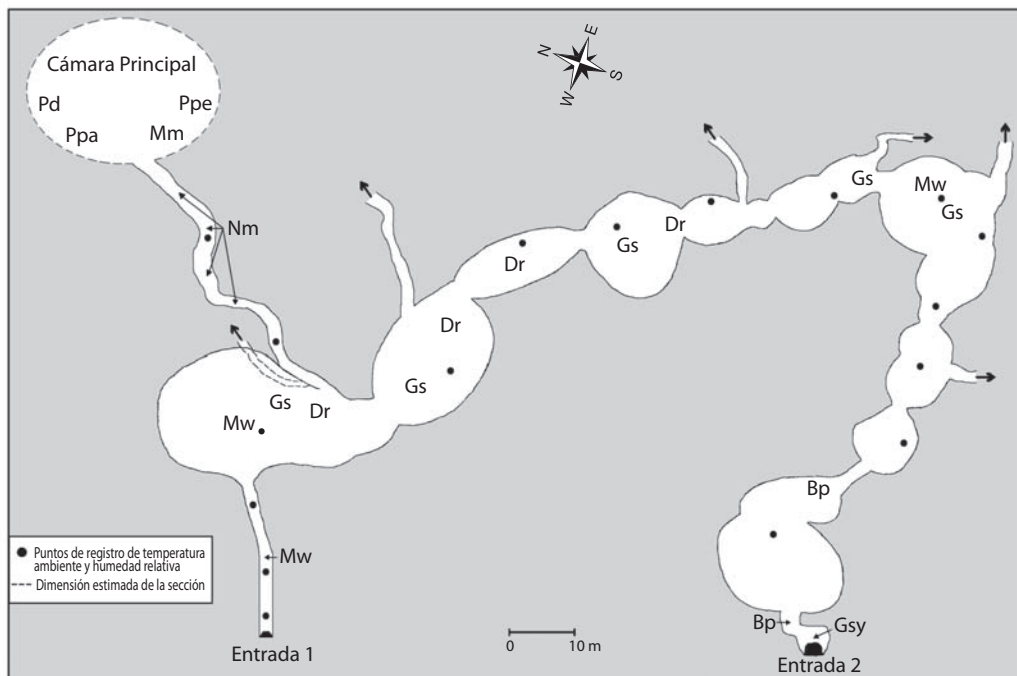 Cámara Principal
Pd
Ppe
Ppa
Mm
Nm
N
E
S
W
Gs
Mw
Gs
Dr
Gs
Dr
Dr
Gs
Gs
Dr
Mw
Bp
Mw
Bp
Gsy
Puntos de registro de temperatura
ambiente y humedad relativa
Dimensión estimada de la sección
0 10 m
Entrada 1
Entrada 2